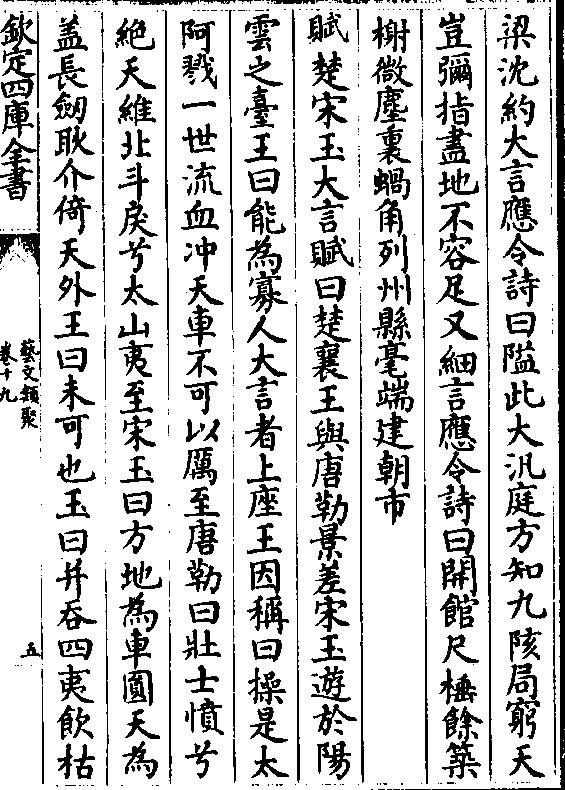 梁沈約大言應令詩曰隘此大汎庭方知九陔局窮天
豈彌指盡地不容足又細言應令詩曰開館尺棰餘築
榭微塵裏蝸角列州縣毫端建朝市
賦楚宋玉大言賦曰楚襄王與唐勒景差宋玉遊於陽
雲之臺王曰能為寡人大言者上座王因稱曰操是太
阿戮一世流血冲天車不可以厲至唐勒曰壯士憤兮
絶天維北斗戾兮太山夷至宋玉曰方地為車圓天為
盖長劒耿介倚天外王曰未可也玉曰并吞四夷飲枯
欽定四庫全書
藝文類聚
卷十九
五